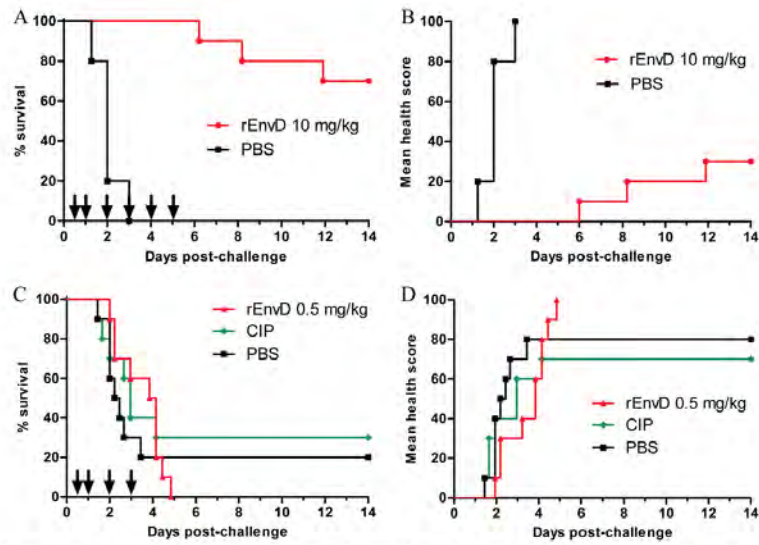 A
% survival
100
80
60
40
20
0
rEnvD 10 mg/kg
PBS
0 2 4 6 8 10 12 14
Days post-challenge
B
Mean health score
100
80
60
40
20
0
rEnvD 10 mg/kg
PBS
0 2 4 6 8 10 12 14
Days post-challenge
C
% survival
100
80
60
40
20
0
rEnvD 0.5 mg/kg
CIP
PBS
0 2 4 6 8 10 12 14
Days post-challenge
D
Mean health score
100
80
60
40
20
0
rEnvD 0.5 mg/kg
CIP
PBS
0 2 4 6 8 10 12 14
Days post-challenge